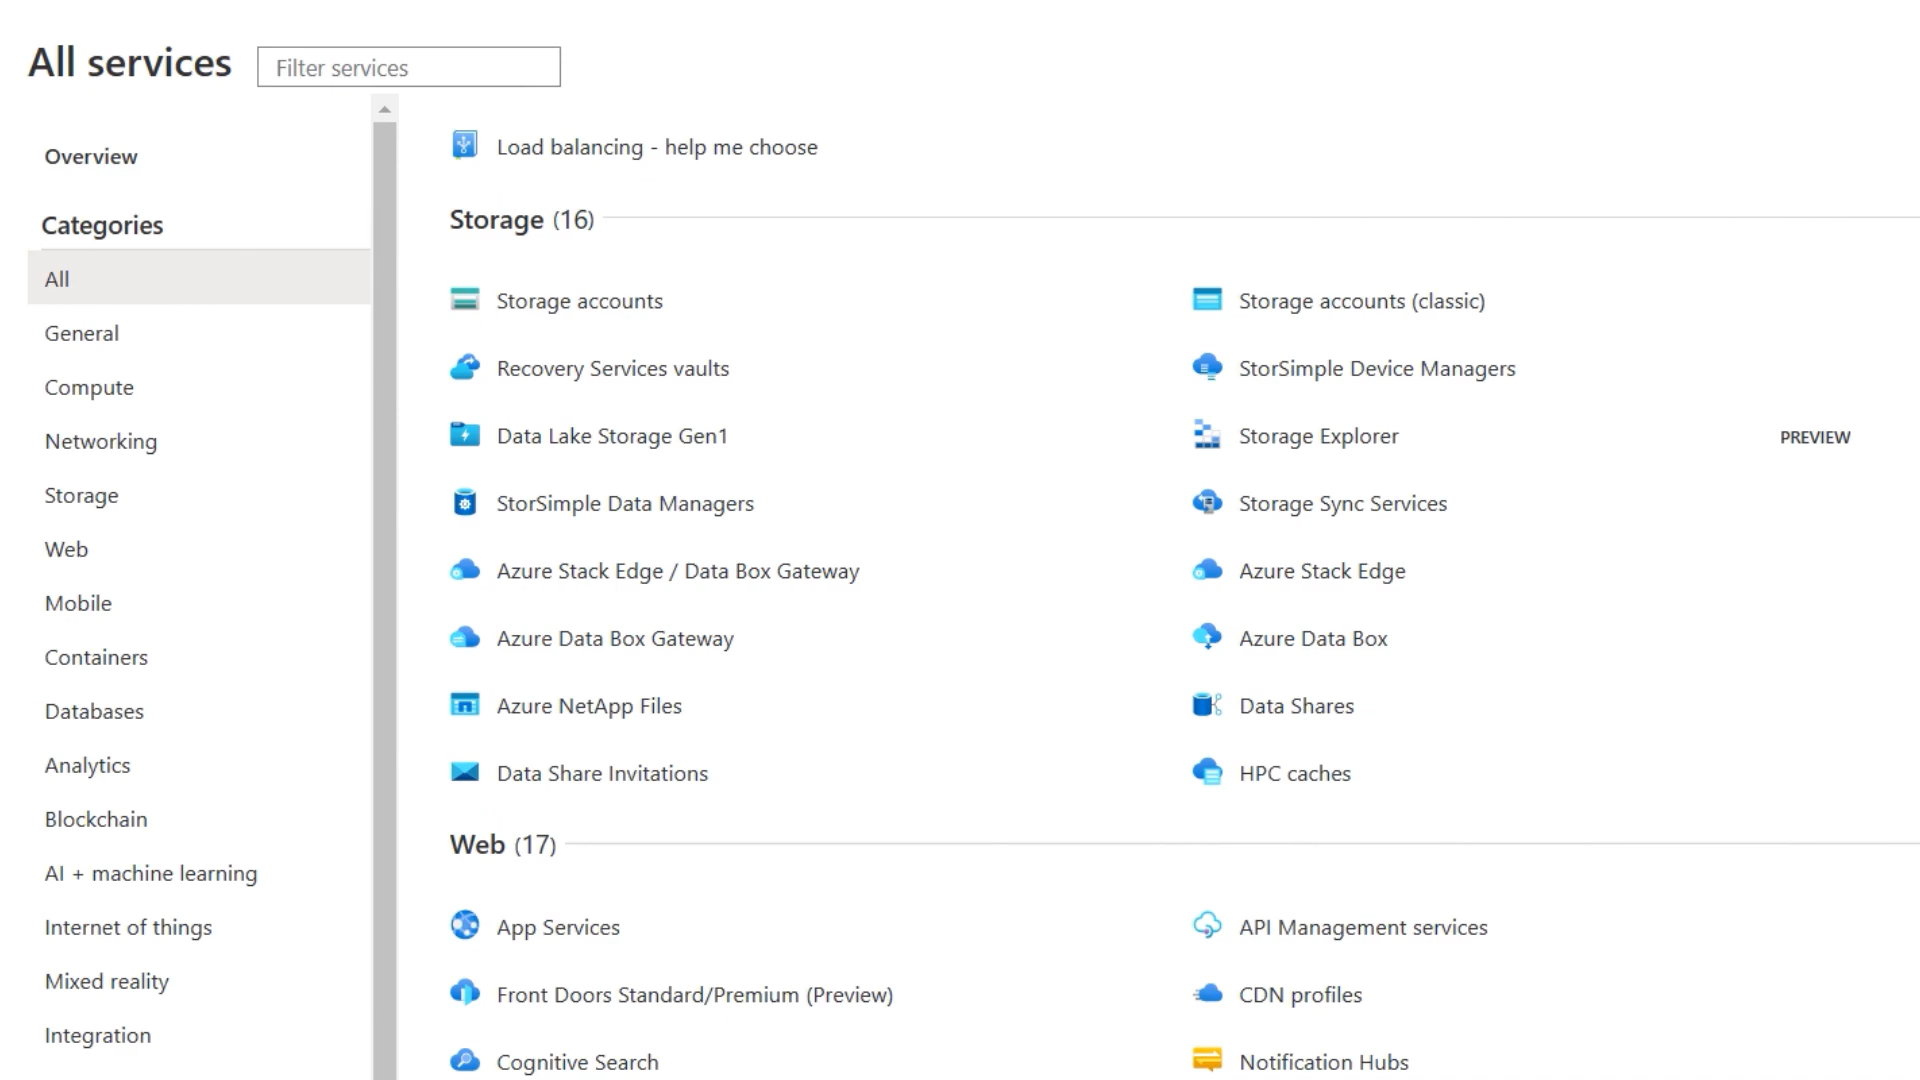 All services
Filter services
Overview
Categories
All
General
Compute
Networking
Storage
Web
Mobile
Containers
Databases
Analytics
Blockchain
AI + machine learning
Internet of things
Mixed reality
Integration
Load balancing - help me choose
Storage (16)
Storage accounts
Storage accounts (classic)
Recovery Services vaults
StorSimple Device Managers
Data Lake Storage Gen1
Storage Explorer PREVIEW
StorSimple Data Managers
Storage Sync Services
Azure Stack Edge / Data Box Gateway
Azure Stack Edge
Azure Data Box Gateway
Azure Data Box
Azure NetApp Files
Data Shares
Data Share Invitations
HPC caches
Web (17)
App Services
API Management services
Front Doors Standard/Premium (Preview)
CDN profiles
Cognitive Search
Notification Hubs